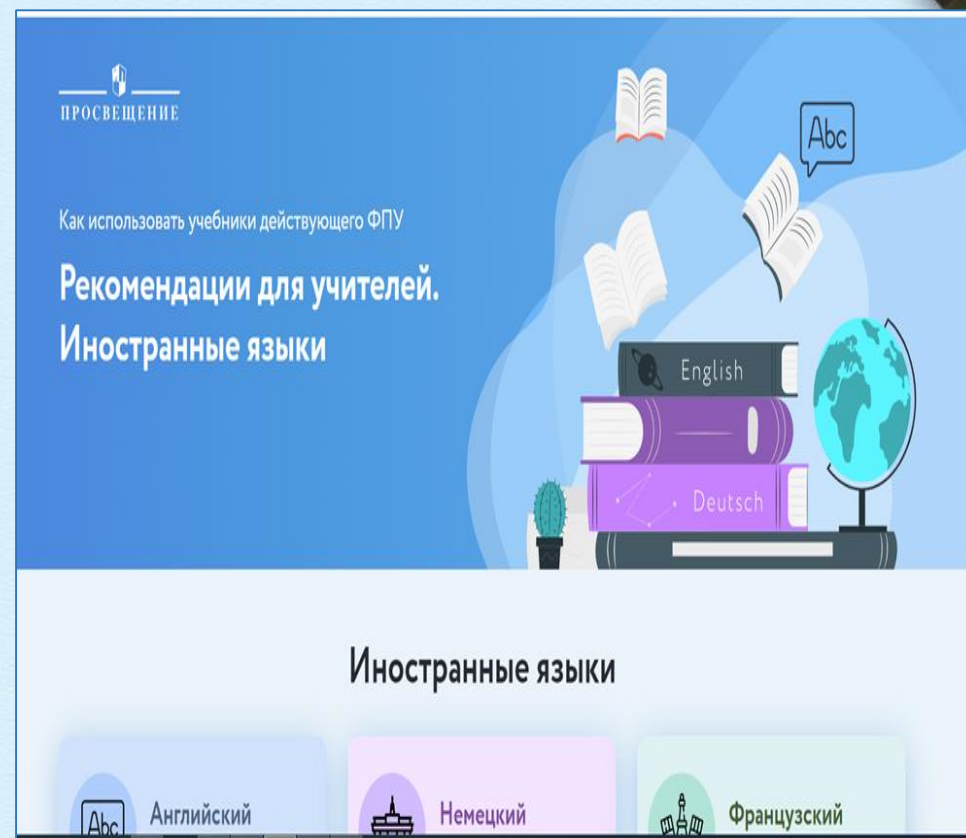 ПРОСВЕЩЕНИЕ
Как использовать учебники действующего ФПУ
Рекомендации для учителей.
Иностранные языки
Abc
English
Deutsch
Иностранные языки
Abc
Английский
Немецкий
Французский